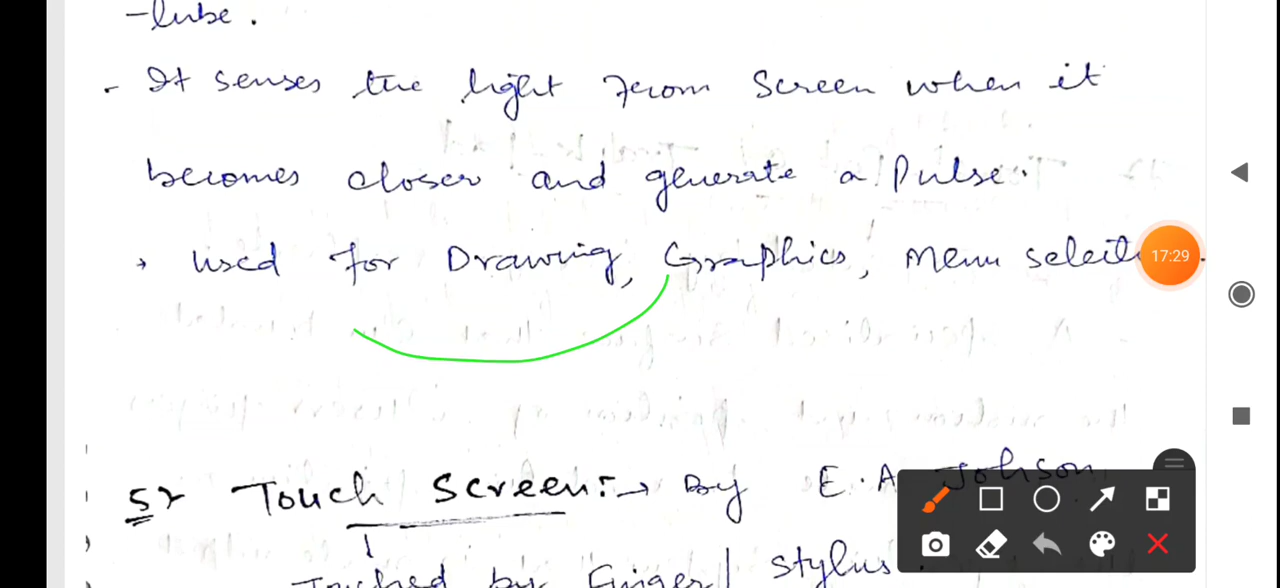 -lube.
- It senses the light from Screen when it
becomes closer and generate a Pulse.
→ used for Drawing, Graphics, menu select
17:29
5) Touch Screen:→ By E.A Johson
Touched by finger/ stylus.